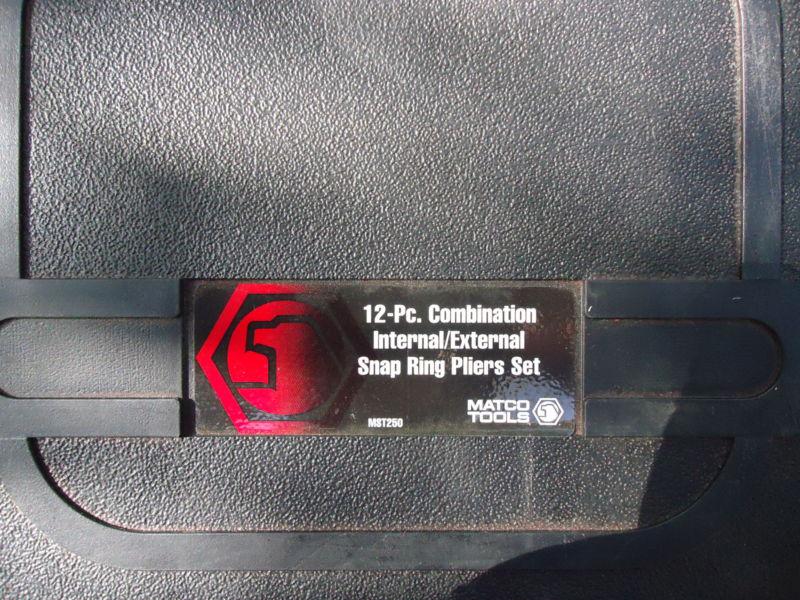 12-Pc. Combination
Internal/External
Snap Ring Pliers Set
MATCO
TOOLS
MST250